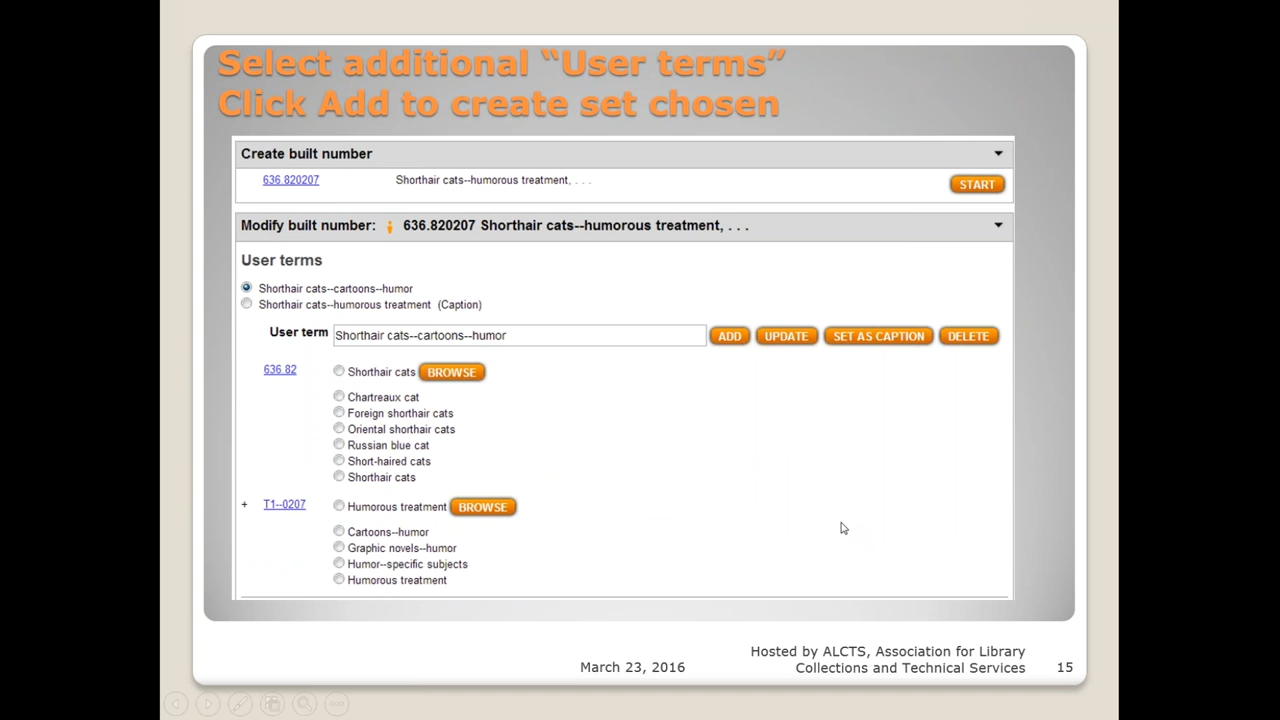 Select additional “User terms”
Click Add to create set chosen
Create built number
636.820207 Shorthair cats--humorous treatment, . . .
START
Modify built number: 636.820207 Shorthair cats--humorous treatment, . . .
User terms
Shorthair cats--cartoons--humor
Shorthair cats--humorous treatment (Caption)
User term Shorthair cats--cartoons--humor ADD UPDATE SET AS CAPTION DELETE
636.82 Shorthair cats BROWSE
Chartreaux cat
Foreign shorthair cats
Oriental shorthair cats
Russian blue cat
Short-haired cats
Shorthair cats
+ T1--0207 Humorous treatment BROWSE
Cartoons--humor
Graphic novels--humor
Humor--specific subjects
Humorous treatment
Hosted by ALCTS, Association for Library
March 23, 2016 Collections and Technical Services 15